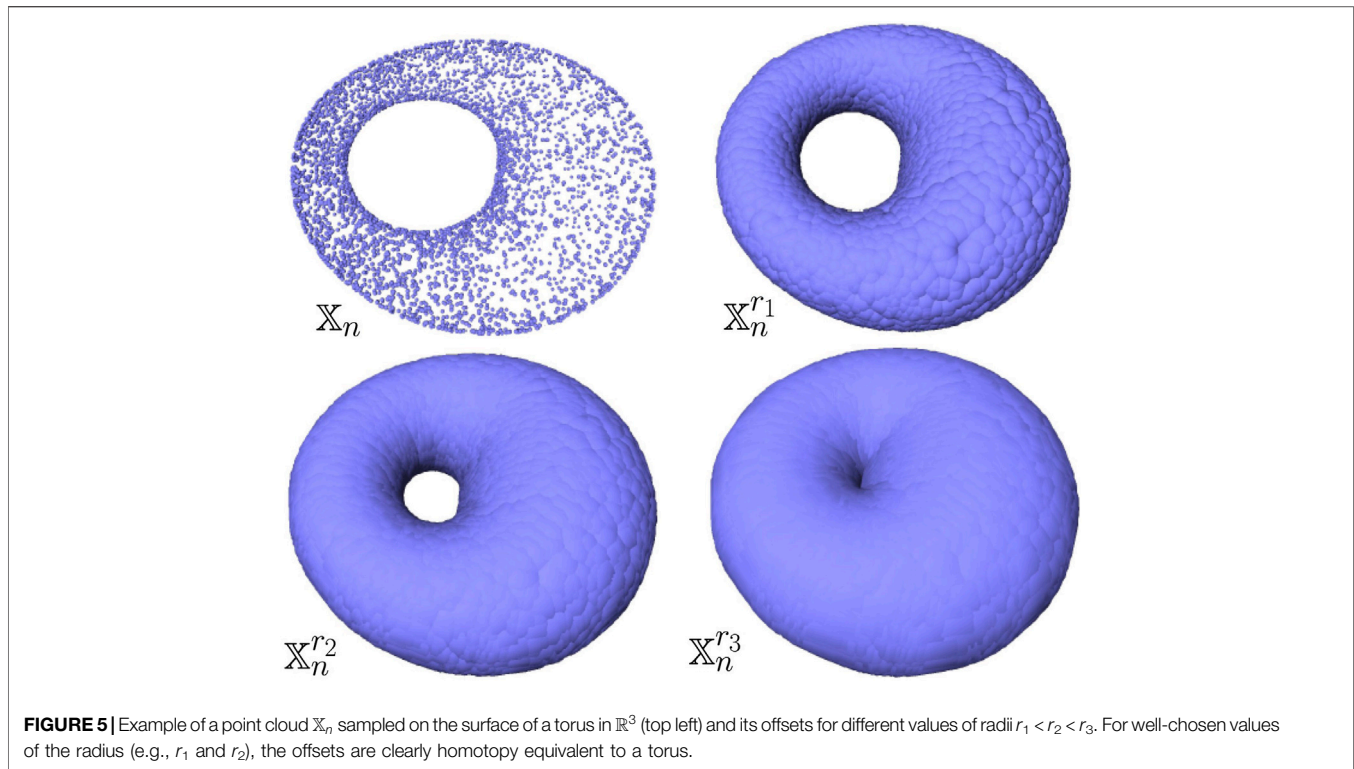 𝕏ₙ
𝕏ₙ^r₁
𝕏ₙ^r₂
𝕏ₙ^r₃
FIGURE 5 | Example of a point cloud 𝕏ₙ sampled on the surface of a torus in ℝ³ (top left) and its offsets for different values of radii r₁ < r₂ < r₃. For well-chosen values
of the radius (e.g., r₁ and r₂), the offsets are clearly homotopy equivalent to a torus.